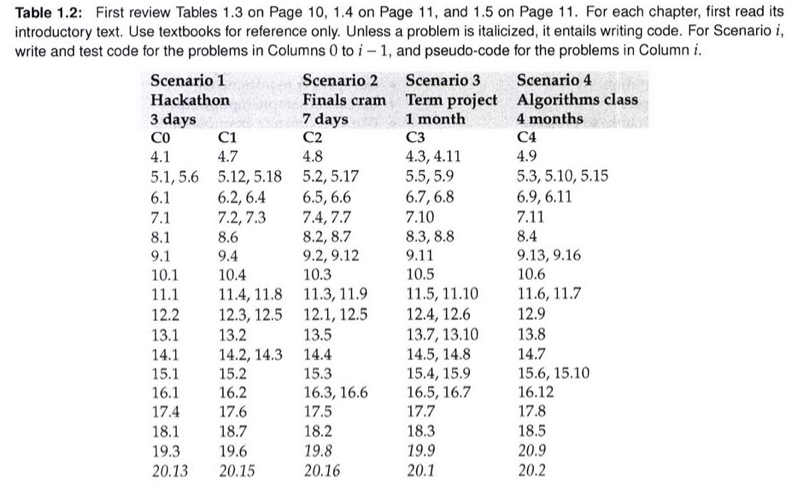 Table 1.2: First review Tables 1.3 on Page 10, 1.4 on Page 11, and 1.5 on Page 11. For each chapter, first read its
introductory text. Use textbooks for reference only. Unless a problem is italicized, it entails writing code. For Scenario i,
write and test code for the problems in Columns 0 to i – 1, and pseudo-code for the problems in Column i.
Scenario 1 Scenario 2 Scenario 3 Scenario 4
Hackathon Finals cram Term project Algorithms class
3 days 7 days 1 month 4 months
C0 C1 C2 C3 C4
4.1 4.7 4.8 4.3, 4.11 4.9
5.1, 5.6 5.12, 5.18 5.2, 5.17 5.5, 5.9 5.3, 5.10, 5.15
6.1 6.2, 6.4 6.5, 6.6 6.7, 6.8 6.9, 6.11
7.1 7.2, 7.3 7.4, 7.7 7.10 7.11
8.1 8.6 8.2, 8.7 8.3, 8.8 8.4
9.1 9.4 9.2, 9.12 9.11 9.13, 9.16
10.1 10.4 10.3 10.5 10.6
11.1 11.4, 11.8 11.3, 11.9 11.5, 11.10 11.6, 11.7
12.2 12.3, 12.5 12.1, 12.5 12.4, 12.6 12.9
13.1 13.2 13.5 13.7, 13.10 13.8
14.1 14.2, 14.3 14.4 14.5, 14.8 14.7
15.1 15.2 15.3 15.4, 15.9 15.6, 15.10
16.1 16.2 16.3, 16.6 16.5, 16.7 16.12
17.4 17.6 17.5 17.7 17.8
18.1 18.7 18.2 18.3 18.5
19.3 19.6 19.8 19.9 20.9
20.13 20.15 20.16 20.1 20.2